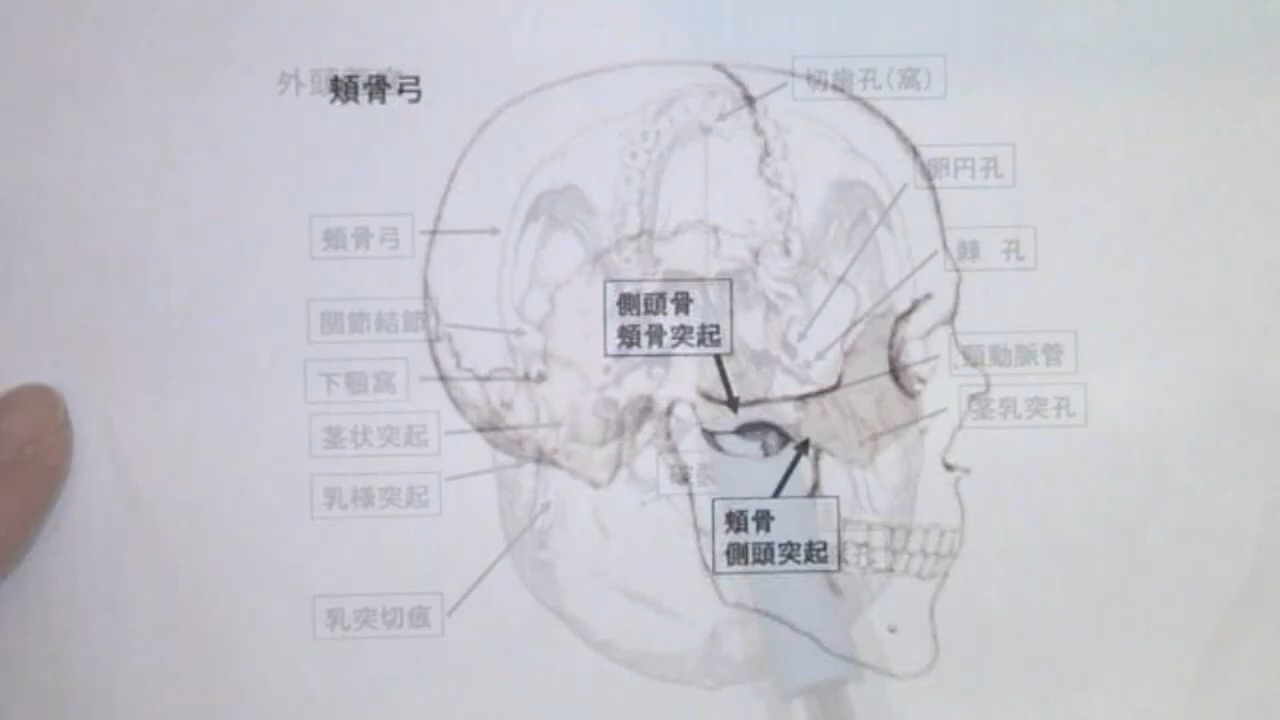 頬骨弓
切歯孔(窩)
卵円孔
頬骨弓
棘 孔
側頭骨
頬骨突起
関節結節
頸動脈管
下顎窩
茎乳突孔
茎状突起
乳様突起
頬骨
側頭突起
乳突切痕